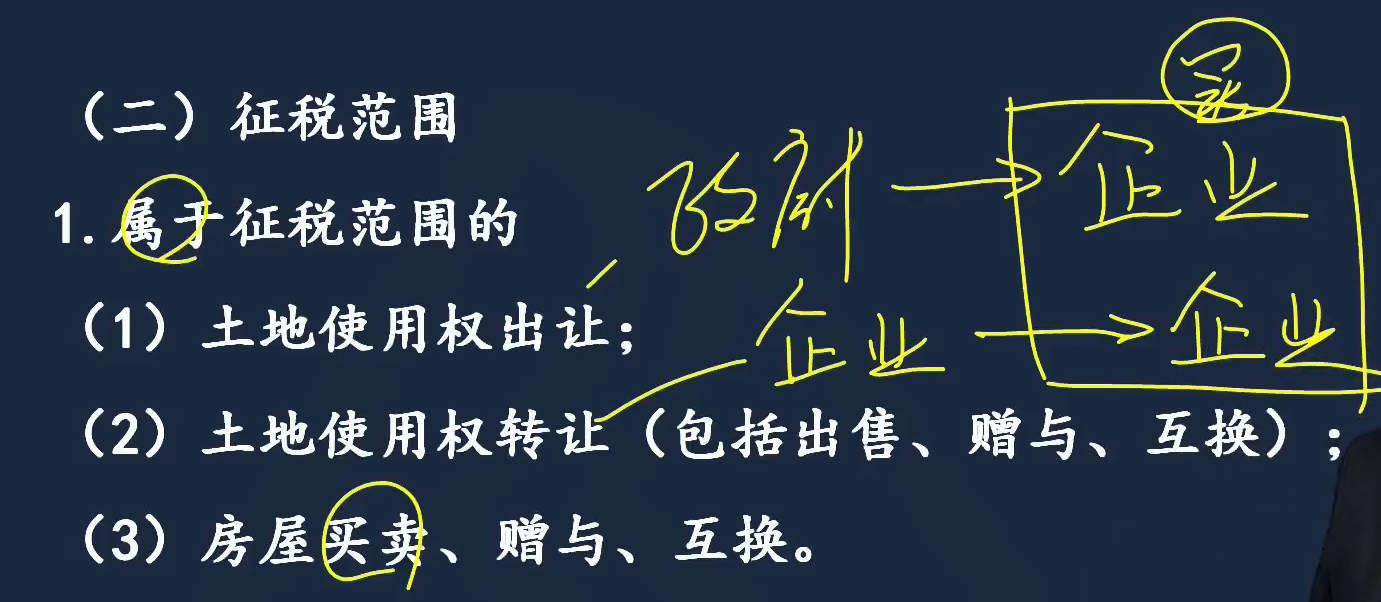 （二）征税范围
1.属于征税范围的
（1）土地使用权出让；
（2）土地使用权转让（包括出售、赠与、互换）；
（3）房屋买卖、赠与、互换。
买
政府 → 企业
企业 → 企业